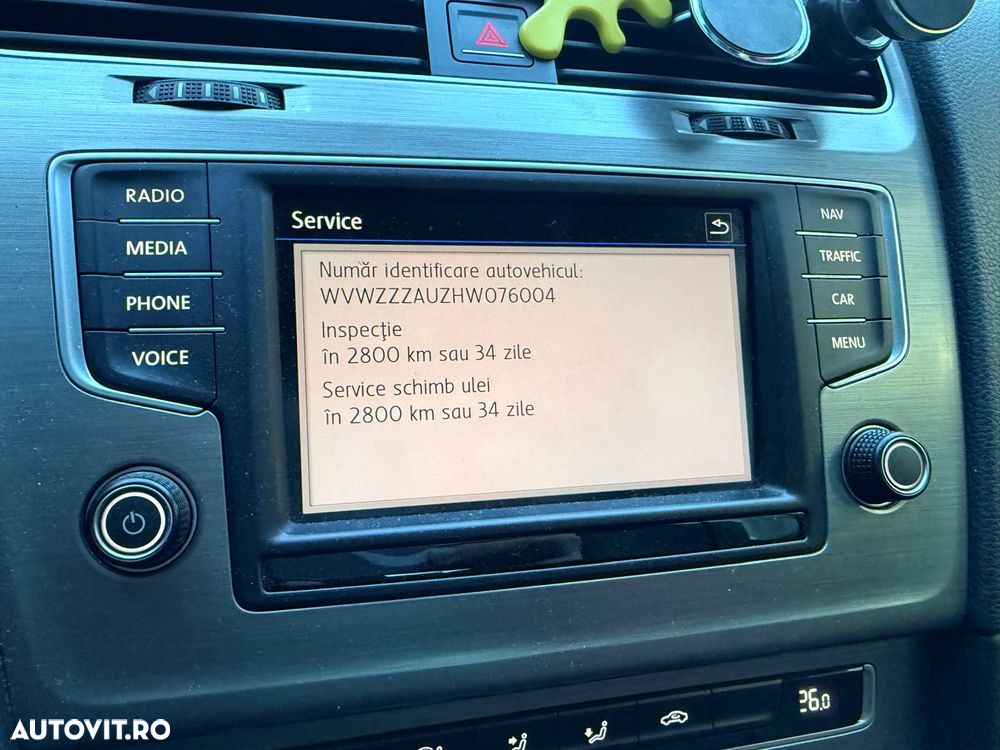 RADIO
MEDIA
PHONE
VOICE
Service
Număr identificare autovehicul:
WVWZZZAUZHW076004
Inspecţie
în 2800 km sau 34 zile
Service schimb ulei
în 2800 km sau 34 zile
NAV
TRAFFIC
CAR
MENU
26.0
AUTOVIT.RO